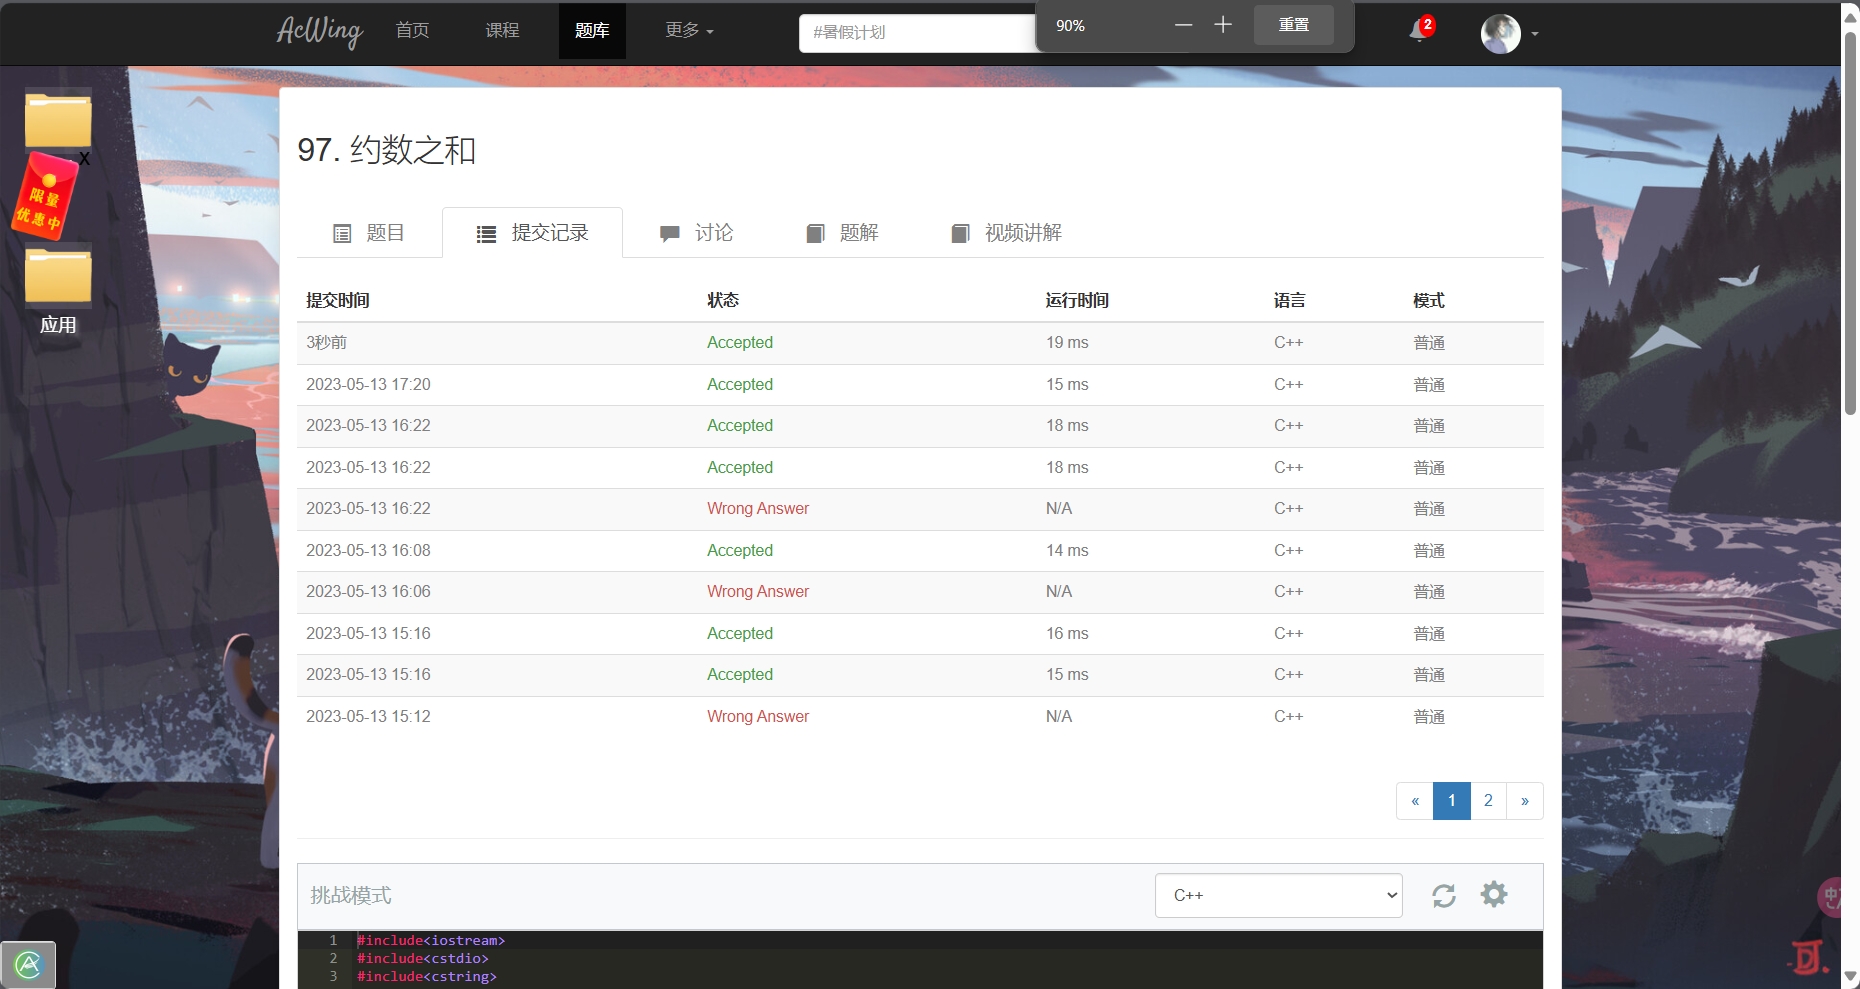 AcWing 首页 课程 题库 更多 #暑假计划 90% 重置 2
限量
优惠中
X
应用
97. 约数之和
题目 提交记录 讨论 题解 视频讲解
提交时间 状态 运行时间 语言 模式
3秒前 Accepted 19 ms C++ 普通
2023-05-13 17:20 Accepted 15 ms C++ 普通
2023-05-13 16:22 Accepted 18 ms C++ 普通
2023-05-13 16:22 Accepted 18 ms C++ 普通
2023-05-13 16:22 Wrong Answer N/A C++ 普通
2023-05-13 16:08 Accepted 14 ms C++ 普通
2023-05-13 16:06 Wrong Answer N/A C++ 普通
2023-05-13 15:16 Accepted 16 ms C++ 普通
2023-05-13 15:16 Accepted 15 ms C++ 普通
2023-05-13 15:12 Wrong Answer N/A C++ 普通
« 1 2 »
挑战模式 C++
1 #include<iostream>
2 #include<cstdio>
3 #include<cstring>